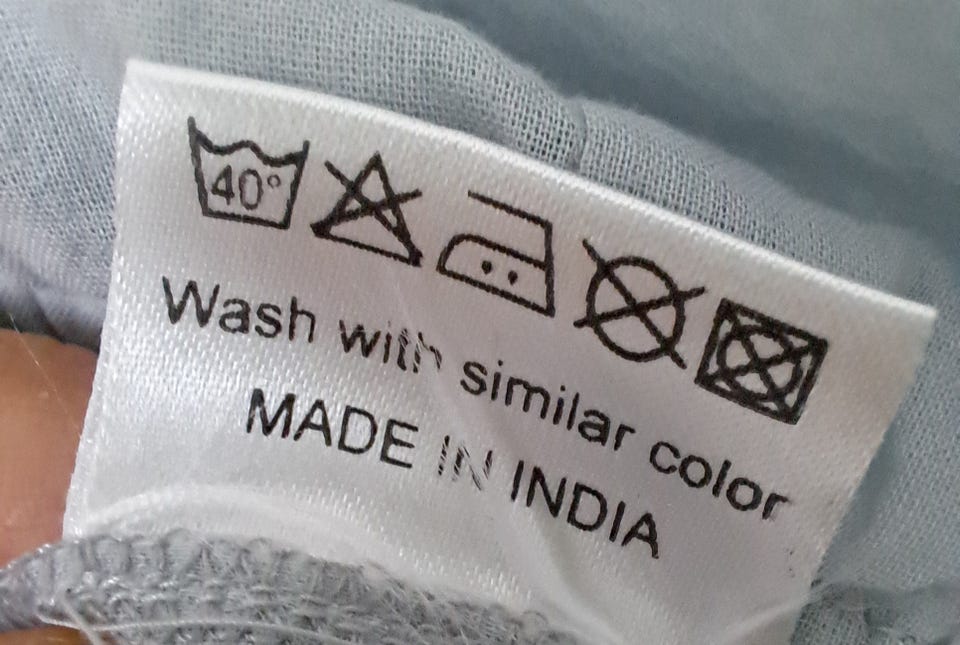 40°
Wash with similar color
MADE IN INDIA